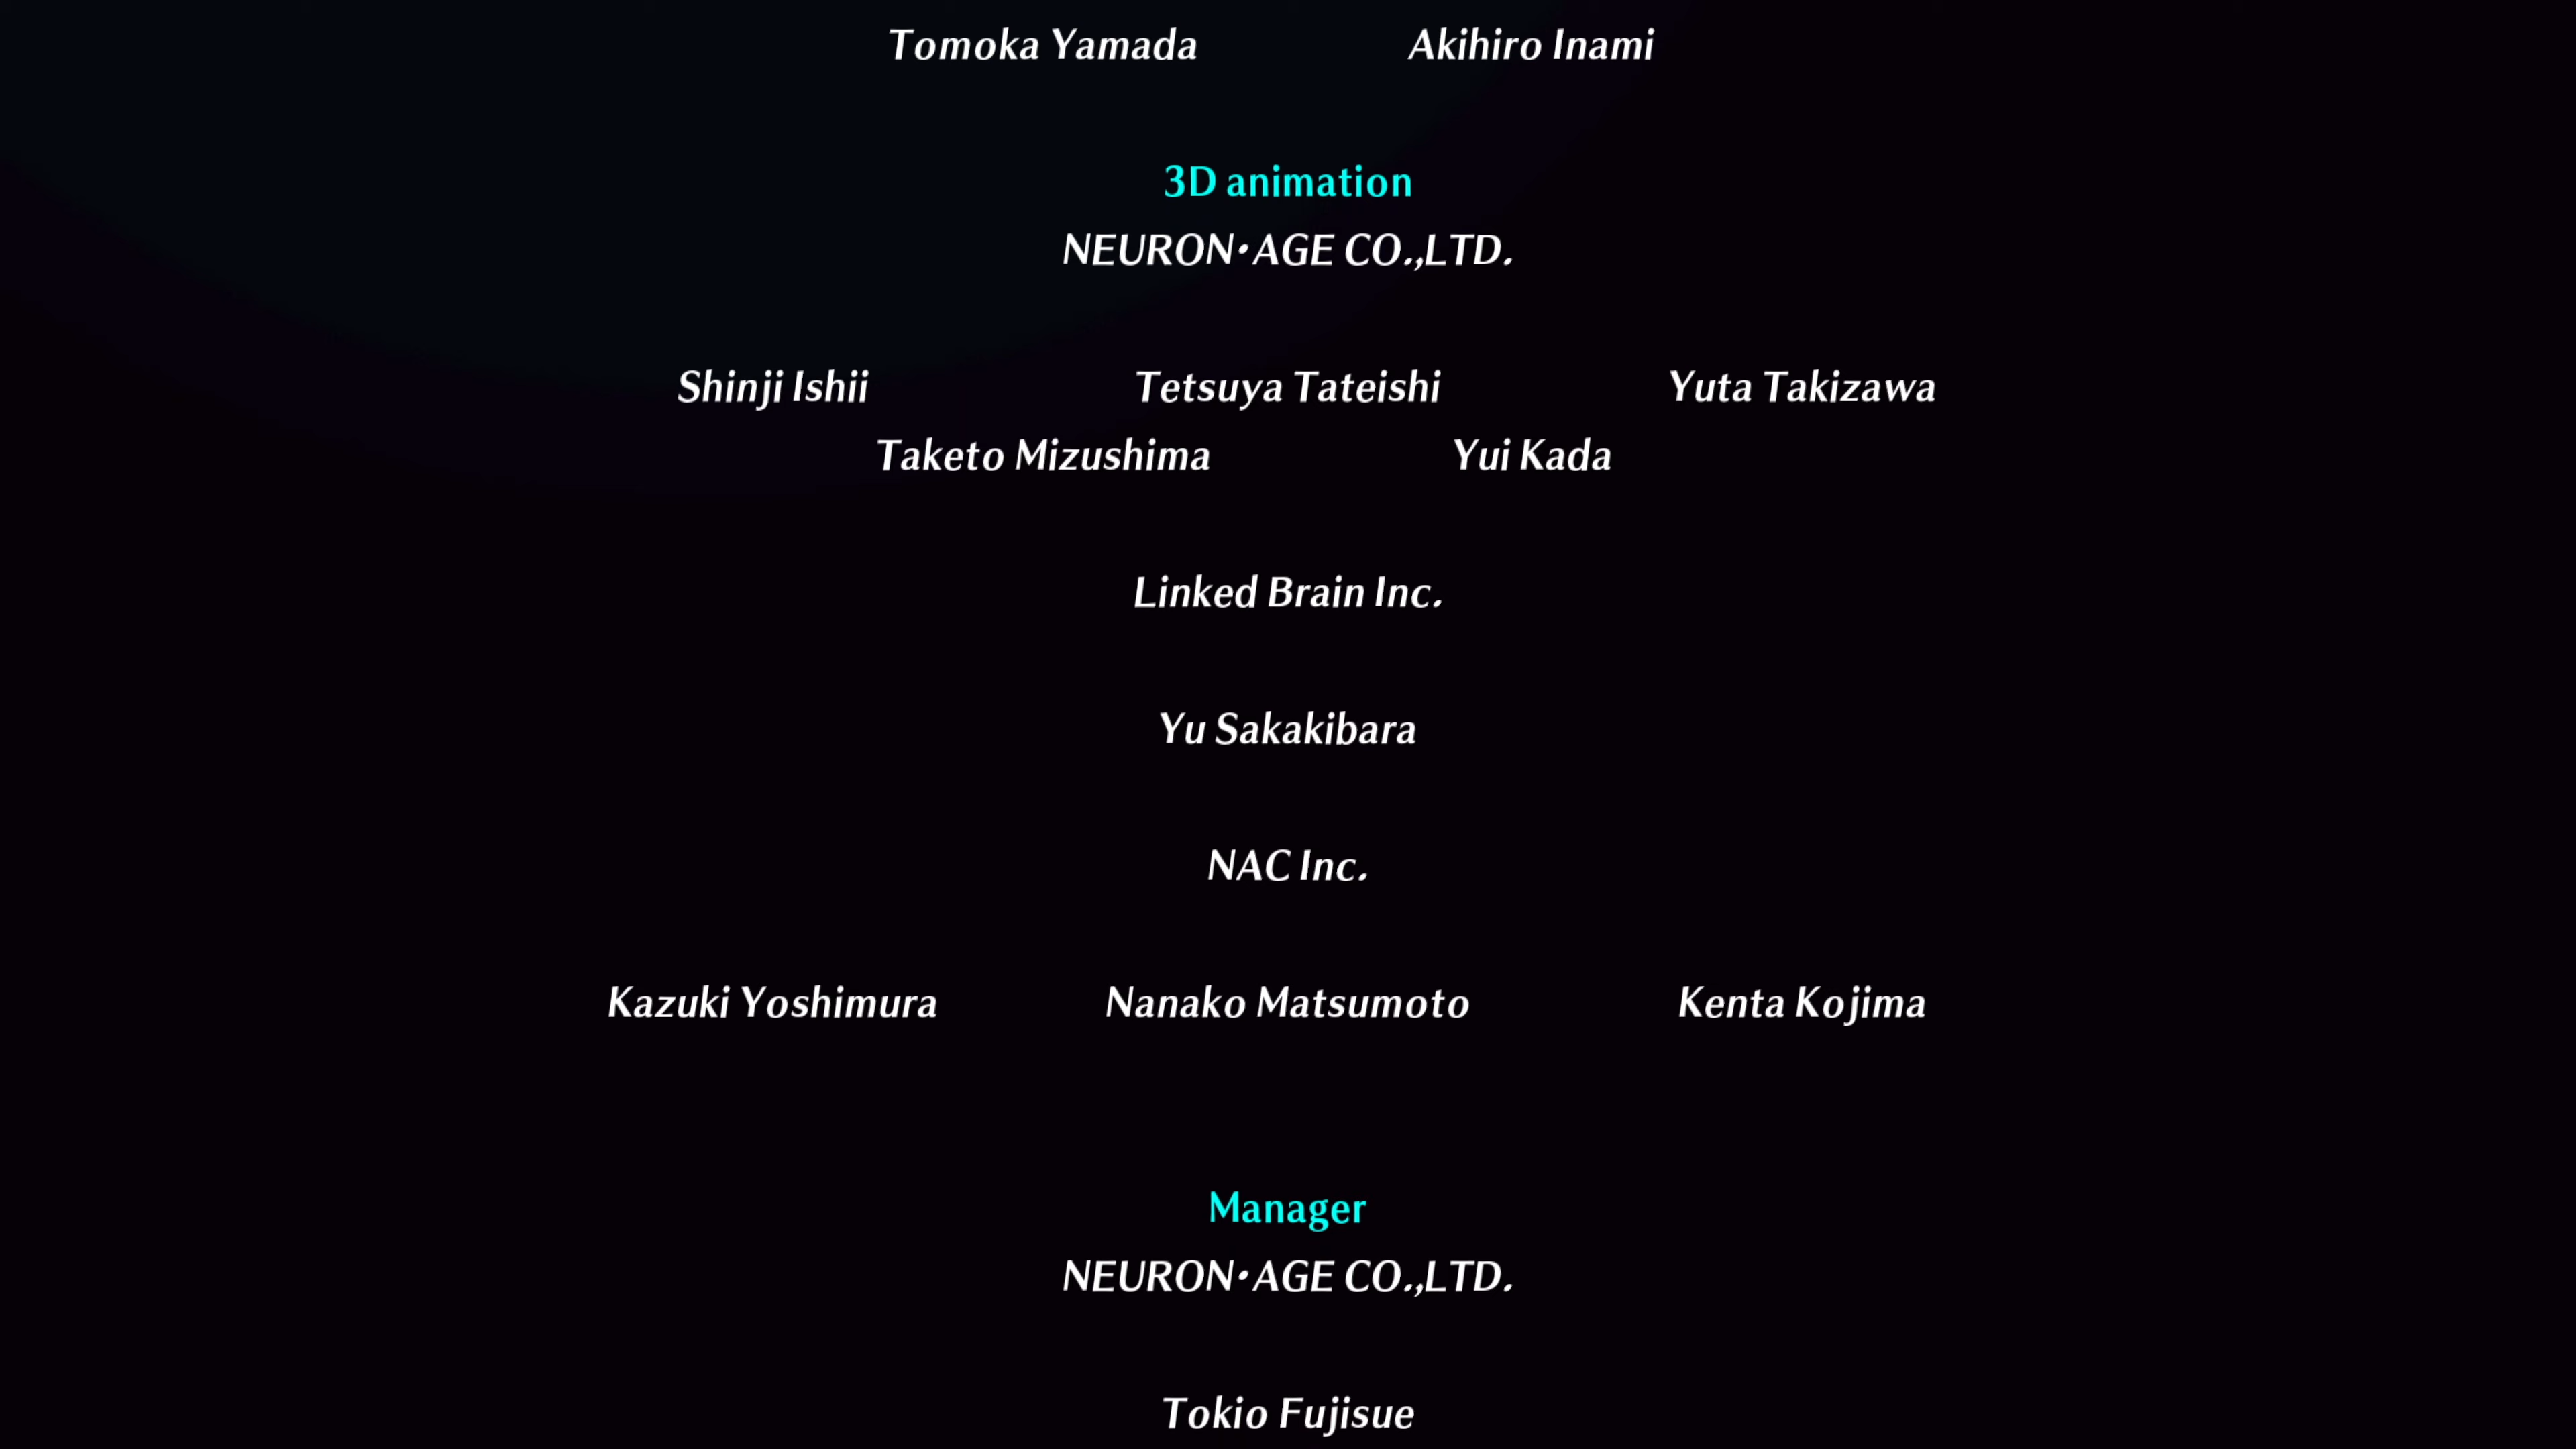 Tomoka Yamada Akihiro Inami
3D animation
NEURON・AGE CO.,LTD.
Shinji Ishii Tetsuya Tateishi Yuta Takizawa
Taketo Mizushima Yui Kada
Linked Brain Inc.
Yu Sakakibara
NAC Inc.
Kazuki Yoshimura Nanako Matsumoto Kenta Kojima
Manager
NEURON・AGE CO.,LTD.
Tokio Fujisue